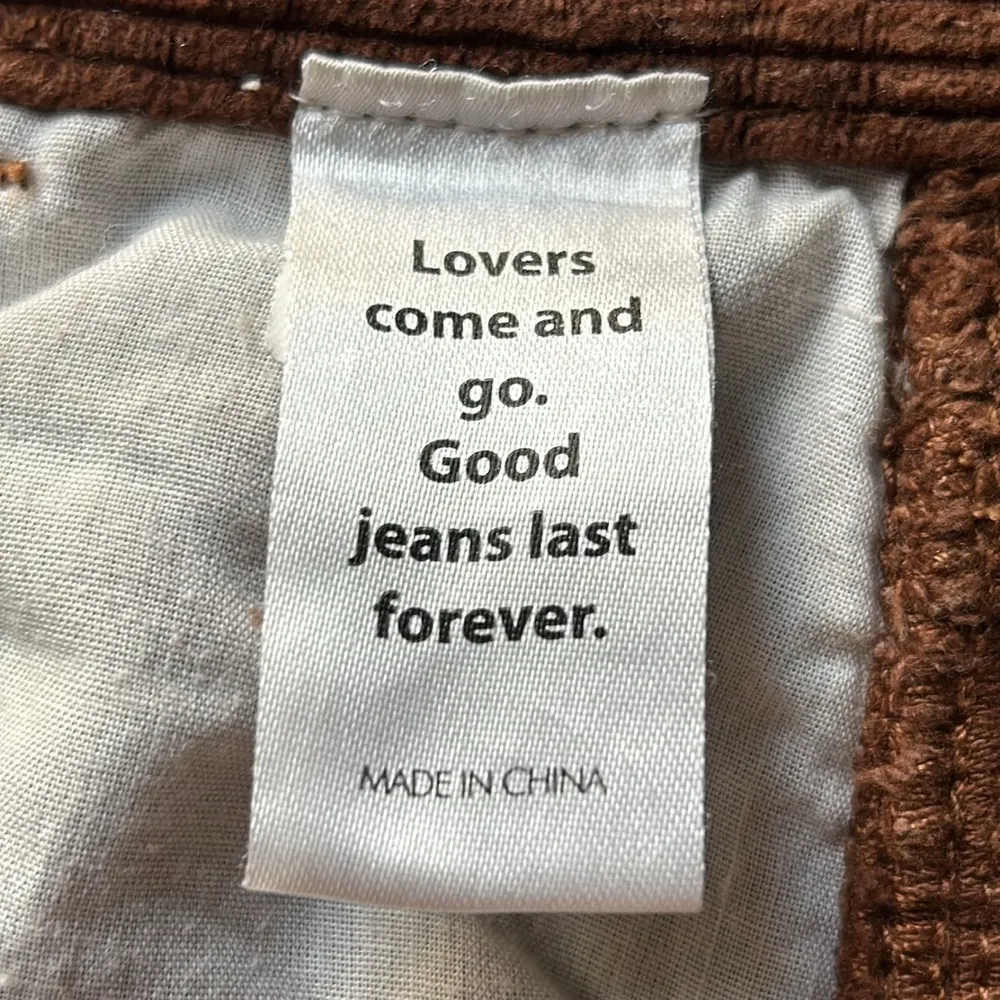 Lovers
come and
go.
Good
jeans last
forever.
MADE IN CHINA